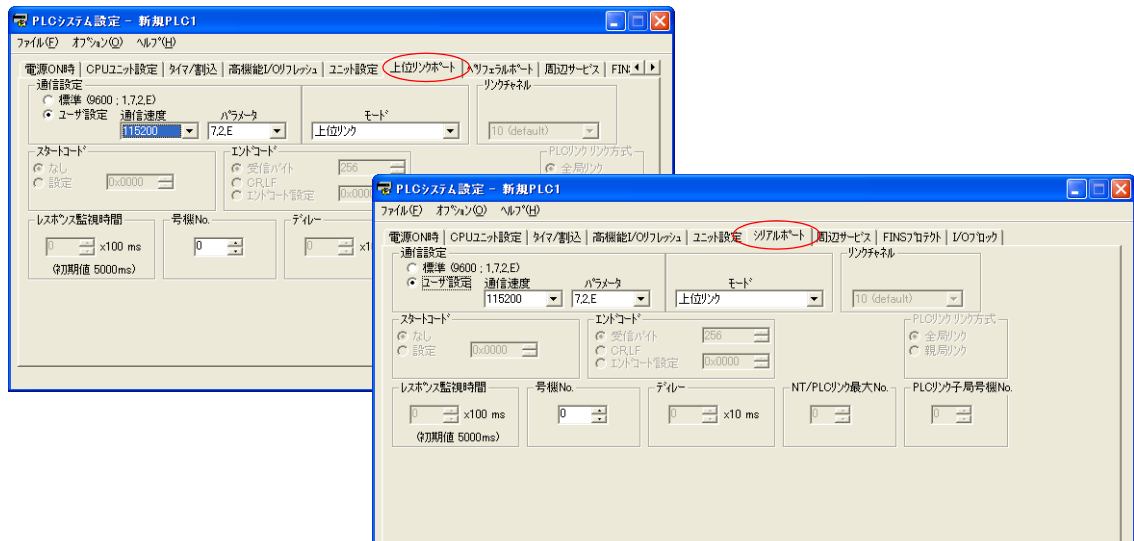 PLCシステム設定 - 新規PLC1
ファイル(F) オプション(O) ヘルプ(H)
電源ON時 CPUユニット設定 タイマ/割込 高機能I/Oリフレッシュ ユニット設定 上位リンクポート ペリフェラルポート 周辺サービス FIN
通信設定
リンクチャネル
標準 (9600 ; 1,7,2,E)
ユーザ設定 通信速度 パラメータ モード
115200 7,2,E 上位リンク 10 (default)
スタートコード エンドコード PLCリンク リンク方式
なし 受信バイト 256 全局リンク
設定 0x0000 CR,LF
エンドコード設定 0x0000
レスポンス監視時間 号機No. ディレー
0 x100 ms 0 0 x1
(初期値 5000ms)
PLCシステム設定 - 新規PLC1
ファイル(F) オプション(O) ヘルプ(H)
電源ON時 CPUユニット設定 タイマ/割込 高機能I/Oリフレッシュ ユニット設定 シリアルポート 周辺サービス FINSプロテクト I/Oブロック
通信設定
リンクチャネル
標準 (9600 ; 1,7,2,E)
ユーザ設定 通信速度 パラメータ モード
115200 7,2,E 上位リンク 10 (default)
スタートコード エンドコード PLCリンク リンク方式
なし 受信バイト 256 全局リンク
設定 0x0000 CR,LF 親局リンク
エンドコード設定 0x0000
レスポンス監視時間 号機No. ディレー NT/PLCリンク最大No. PLCリンク子局号機No.
0 x100 ms 0 0 x10 ms 0 0
(初期値 5000ms)